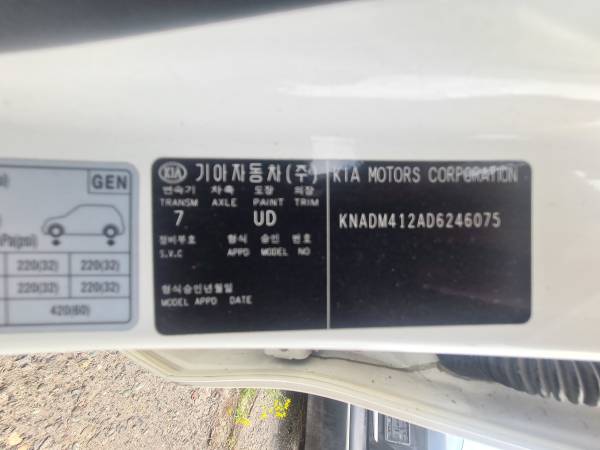 GEN
220(32) 220(32)
220(32) 220(32)
420(60)
KIA 기아자동차(주)
변속기 차축 도장 의장
TRANSM AXLE PAINT TRIM
7 UD
정비부호 형식 승인 번호
S.V.C APPD MODEL NO
형식승인년월일
MODEL APPD DATE
KIA MOTORS CORPORATION
KNADM412AD6246075